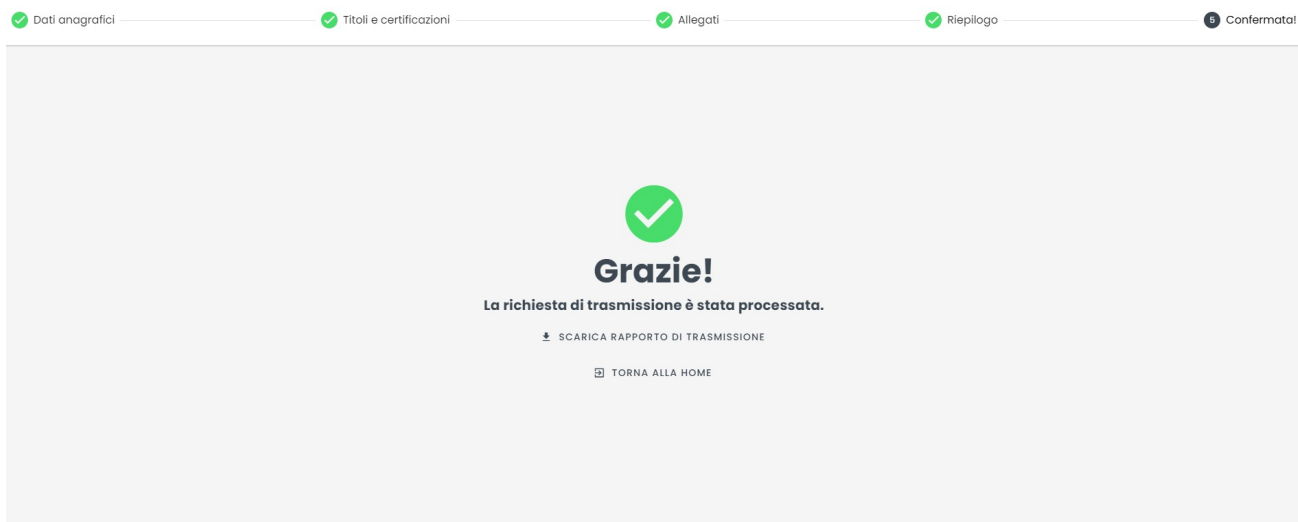 Dati anagrafici
Titoli e certificazioni
Allegati
Riepilogo
5 Confermata!
Grazie!
La richiesta di trasmissione è stata processata.
SCARICA RAPPORTO DI TRASMISSIONE
TORNA ALLA HOME